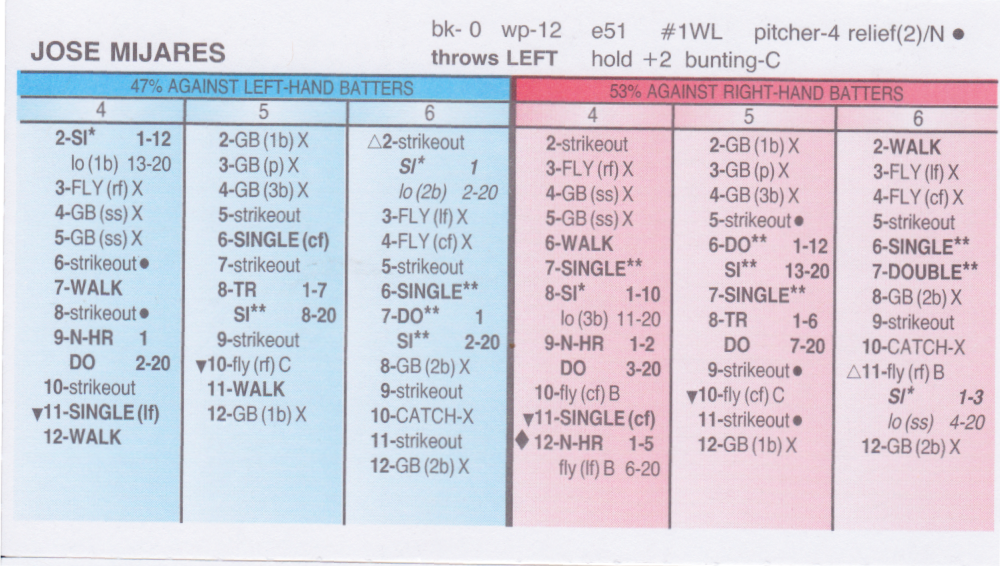 JOSE MIJARES
bk- 0 wp-12 e51 #1WL pitcher-4 relief(2)/N ●
throws LEFT hold +2 bunting-C
47% AGAINST LEFT-HAND BATTERS
4
2-SI* 1-12
lo (1b) 13-20
3-FLY (rf) X
4-GB (ss) X
5-GB (ss) X
6-strikeout ●
7-WALK
8-strikeout ●
9-N-HR 1
DO 2-20
10-strikeout
▼11-SINGLE (lf)
12-WALK
5
2-GB (1b) X
3-GB (p) X
4-GB (3b) X
5-strikeout
6-SINGLE (cf)
7-strikeout
8-TR 1-7
SI** 8-20
9-strikeout
▼10-fly (rf) C
11-WALK
12-GB (1b) X
6
△2-strikeout
SI* 1
lo (2b) 2-20
3-FLY (lf) X
4-FLY (cf) X
5-strikeout
6-SINGLE**
7-DO** 1
SI** 2-20
8-GB (2b) X
9-strikeout
10-CATCH-X
11-strikeout
12-GB (2b) X
53% AGAINST RIGHT-HAND BATTERS
4
2-strikeout
3-FLY (rf) X
4-GB (ss) X
5-GB (ss) X
6-WALK
7-SINGLE**
8-SI* 1-10
lo (3b) 11-20
9-N-HR 1-2
DO 3-20
10-fly (cf) B
▼11-SINGLE (cf)
♦12-N-HR 1-5
fly (lf) B 6-20
5
2-GB (1b) X
3-GB (p) X
4-GB (3b) X
5-strikeout ●
6-DO** 1-12
SI** 13-20
7-SINGLE**
8-TR 1-6
DO 7-20
9-strikeout ●
▼10-fly (cf) C
11-strikeout ●
12-GB (1b) X
6
2-WALK
3-FLY (lf) X
4-FLY (cf) X
5-strikeout
6-SINGLE**
7-DOUBLE**
8-GB (2b) X
9-strikeout
10-CATCH-X
△11-fly (rf) B
SI* 1-3
lo (ss) 4-20
12-GB (2b) X